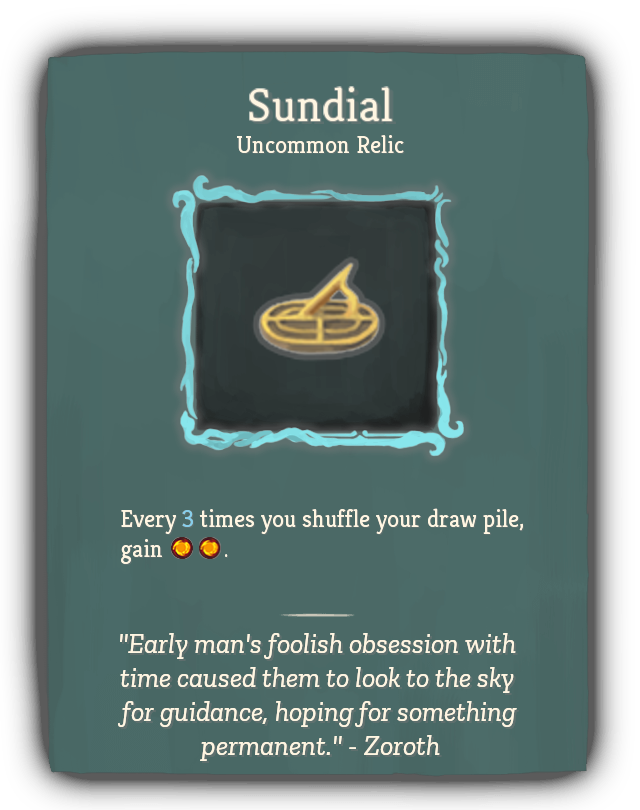 Sundial
Uncommon Relic
Every 3 times you shuffle your draw pile,
gain .
"Early man's foolish obsession with
time caused them to look to the sky
for guidance, hoping for something
permanent." - Zoroth